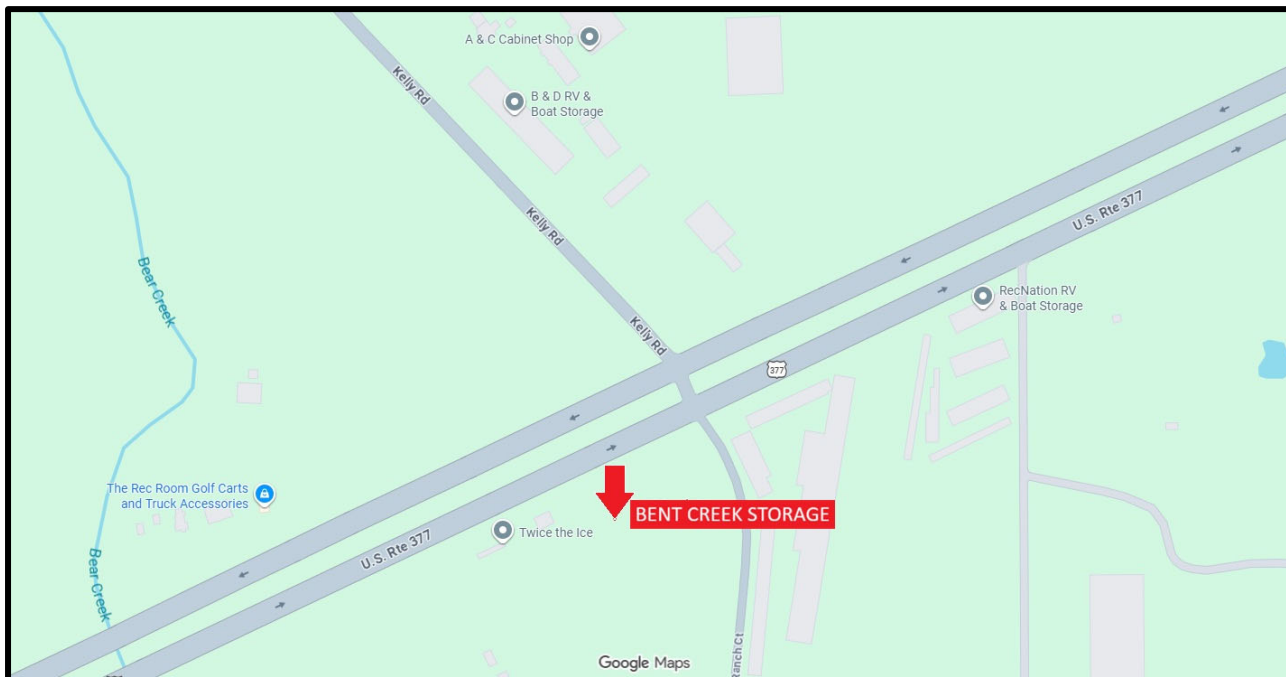 A & C Cabinet Shop
Kelly Rd
B & D RV &
Boat Storage
U.S. Rte 377
Kelly Rd
Bear Creek
RecNation RV
& Boat Storage
Kelly Rd
377
The Rec Room Golf Carts
and Truck Accessories
BENT CREEK STORAGE
Twice the Ice
U.S. Rte 377
Bear Creek
Ranch Ct
Google Maps